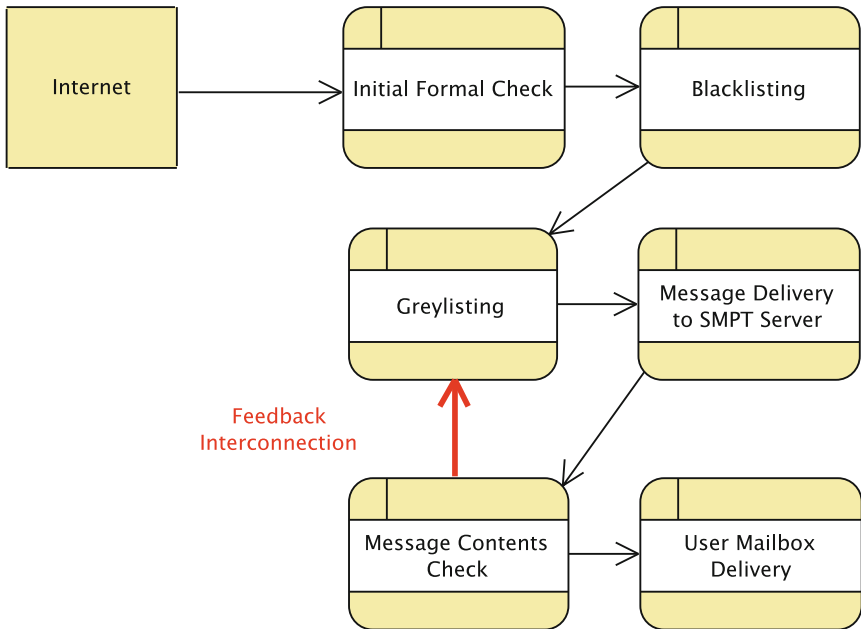 Internet
Initial Formal Check
Blacklisting
Greylisting
Message Delivery
to SMPT Server
Feedback
Interconnection
Message Contents
Check
User Mailbox
Delivery